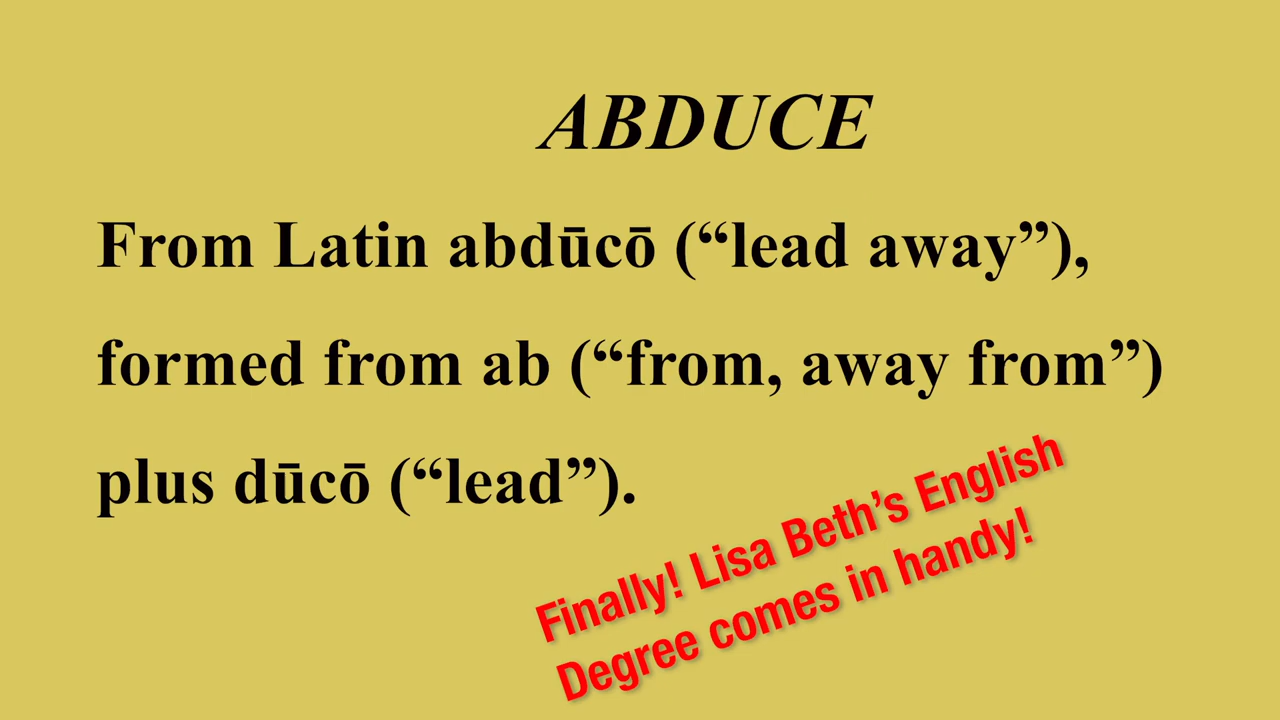 ABDUCE
From Latin abdūcō (“lead away”),
formed from ab (“from, away from”)
plus dūcō (“lead”).
Finally! Lisa Beth’s English
Degree comes in handy!